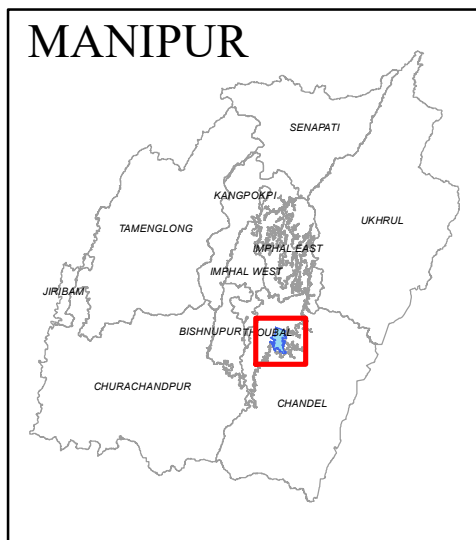 MANIPUR
SENAPATI
KANGPOKPI
UKHRUL
TAMENGLONG
IMPHAL EAST
IMPHAL WEST
JIRIBAM
BISHNUPUR
THOUBAL
CHURACHANDPUR
CHANDEL